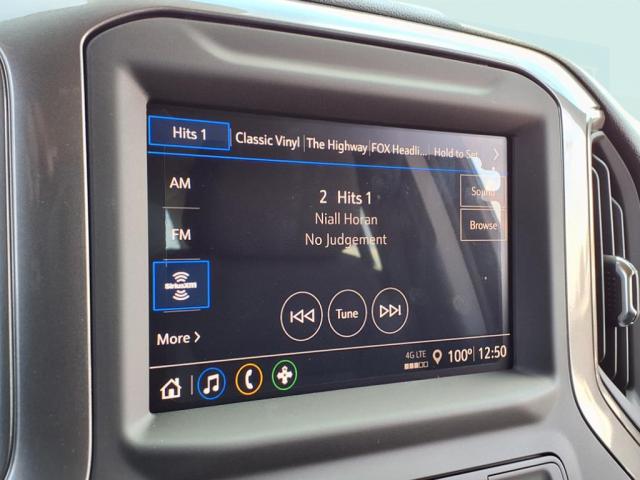 Hits 1 Classic Vinyl The Highway FOX Headli... Hold to Set
AM
2 Hits 1
Sound
Niall Horan
FM
Browse
No Judgement
SiriusXM
Tune
More >
4G LTE 100° 12:50